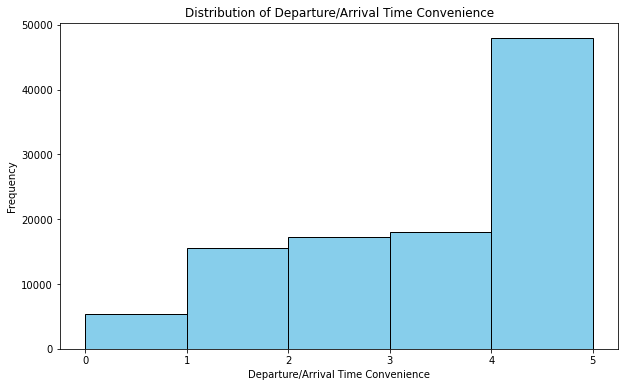 Distribution of Departure/Arrival Time Convenience
50000
40000
30000
20000
10000
0
Frequency
0 1 2 3 4 5
Departure/Arrival Time Convenience